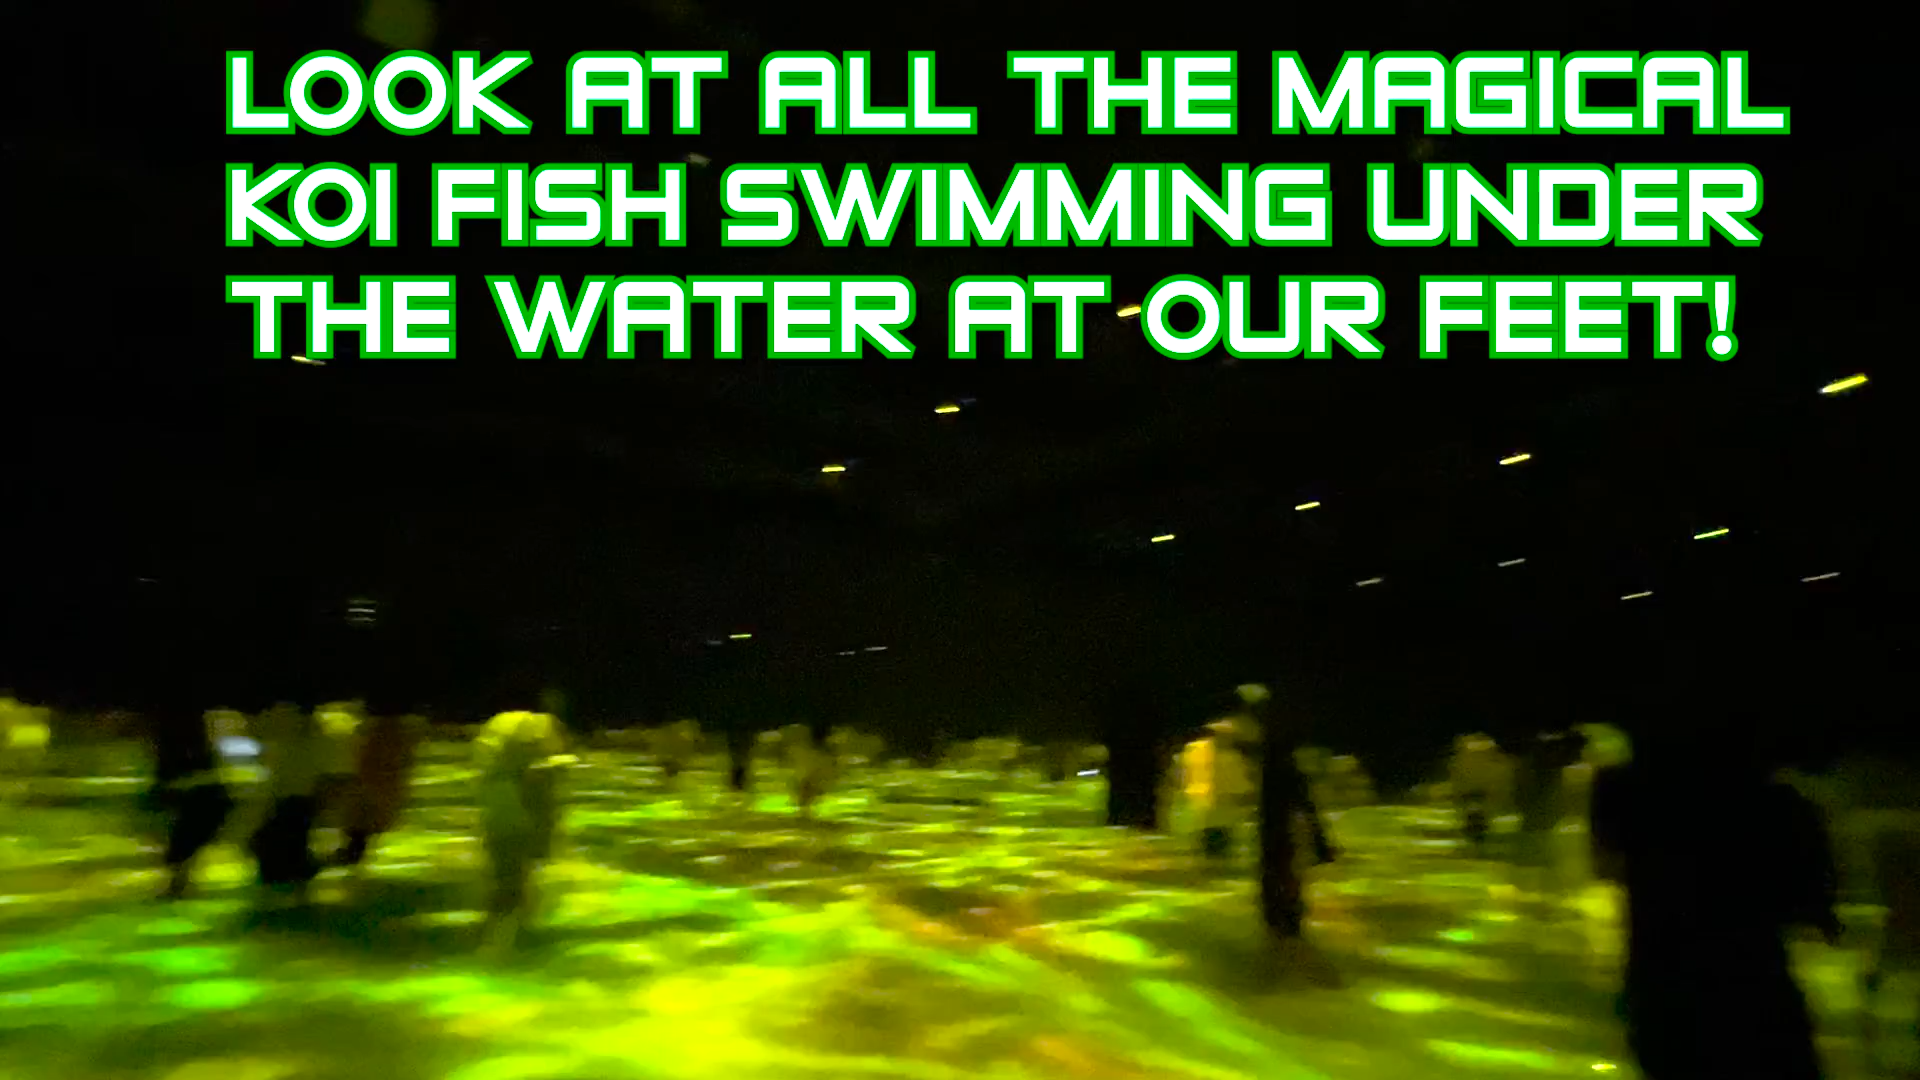 LOOK AT ALL THE MAGICAL
KOI FISH SWIMMING UNDER
THE WATER AT OUR FEET!